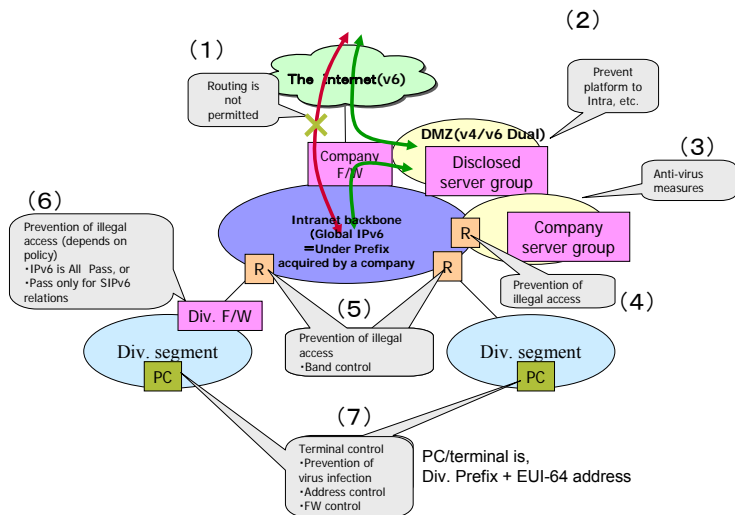 (1)
(2)
The Internet(v6)
Routing is
not
permitted
Prevent
platform to
Intra, etc.
DMZ(v4/v6 Dual)
Company
F/W
Disclosed
server group
(3)
Anti-virus
measures
(6)
Prevention of illegal
access (depends on
policy)
・IPv6 is All Pass, or
・Pass only for SIPv6
relations
Intranet backbone
(Global IPv6
=Under Prefix
acquired by a company
R
Company
server group
R
R
Prevention of
illegal access
(4)
Div. F/W
(5)
Prevention of illegal
access
・Band control
Div. segment
PC
Div. segment
PC
(7)
Terminal control
・Prevention of
virus infection
・Address control
・FW control
PC/terminal is,
Div. Prefix + EUI-64 address